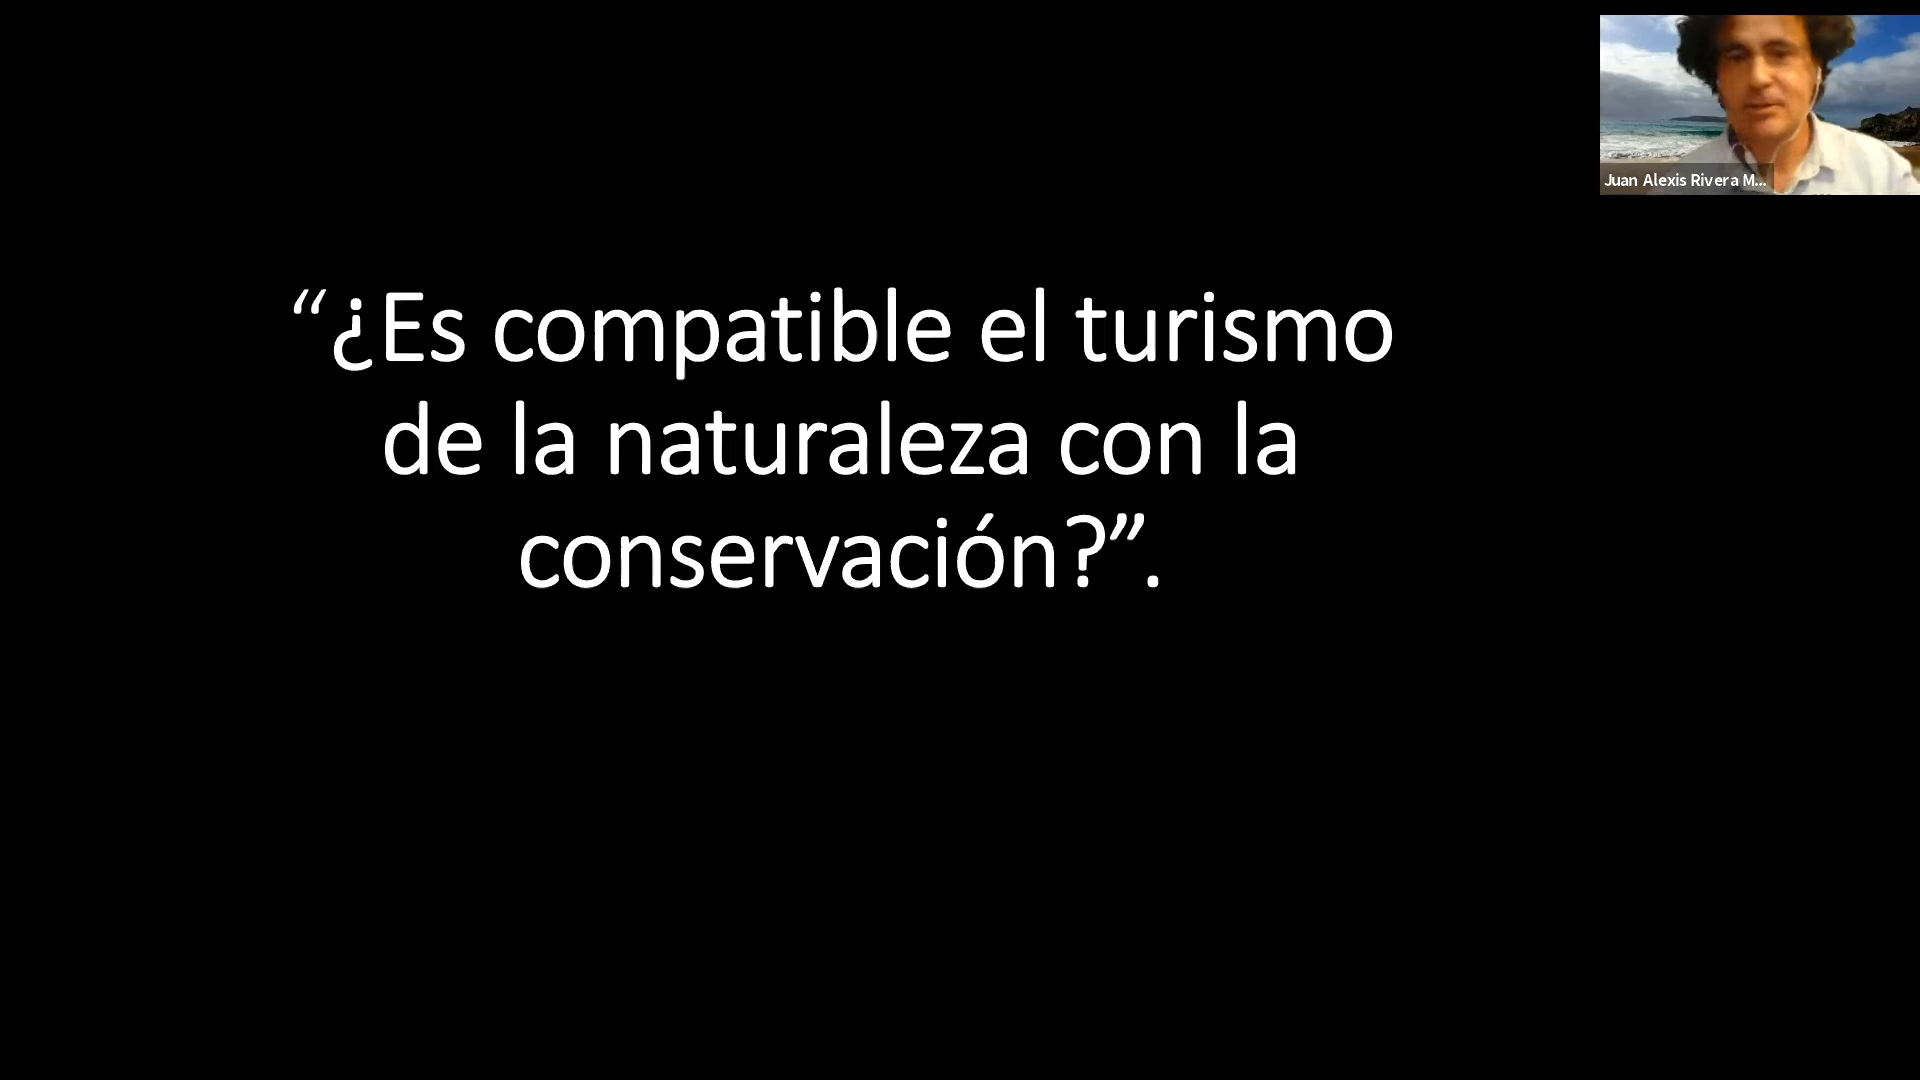 Juan Alexis Rivera M...
“¿Es compatible el turismo
de la naturaleza con la
conservación?”.